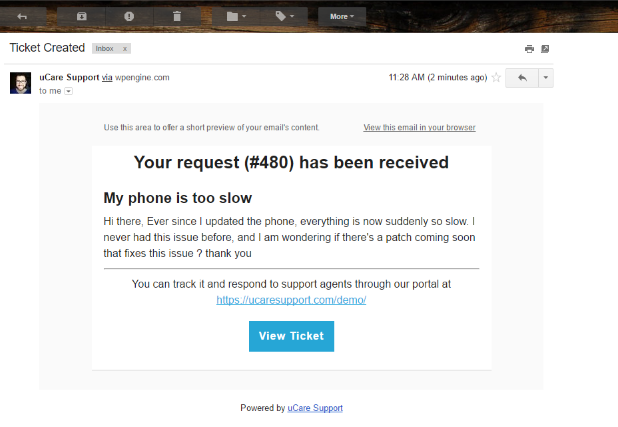 More
Ticket Created Inbox x
uCare Support via wpengine.com 11:28 AM (2 minutes ago)
to me
Use this area to offer a short preview of your email's content. View this email in your browser
Your request (#480) has been received
My phone is too slow
Hi there, Ever since I updated the phone, everything is now suddenly so slow. I
never had this issue before, and I am wondering if there's a patch coming soon
that fixes this issue ? thank you
You can track it and respond to support agents through our portal at
https://ucaresupport.com/demo/
View Ticket
Powered by uCare Support